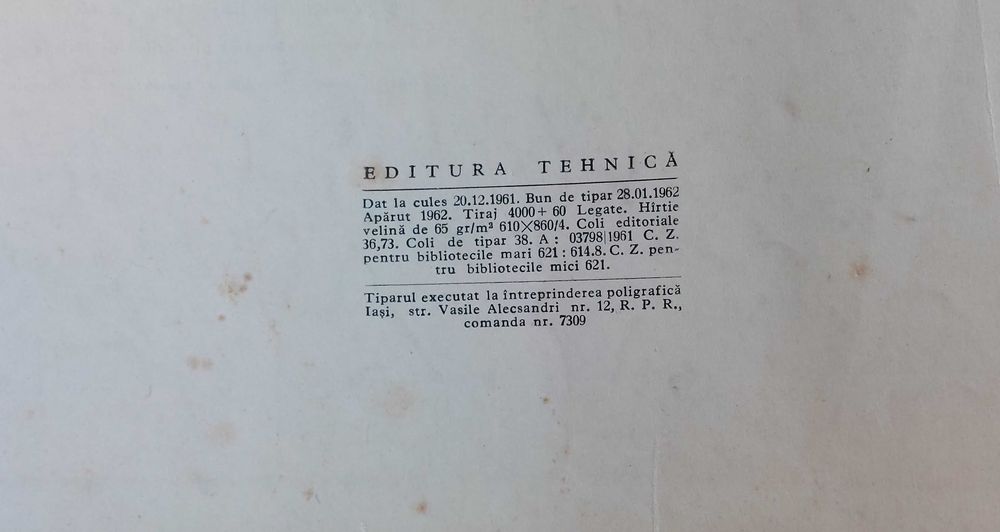 EDITURA TEHNICĂ
Dat la cules 20.12.1961. Bun de tipar 28.01.1962
Apărut 1962. Tiraj 4000+ 60 Legate. Hîrtie
velină de 65 gr/m² 610×860/4. Coli editoriale
36,73. Coli de tipar 38. A : 03798|1961 C. Z.
pentru bibliotecile mari 621 : 614.8. C. Z. pen-
tru bibliotecile mici 621.
Tiparul executat la întreprinderea poligrafică
Iași, str. Vasile Alecsandri nr. 12, R. P. R.,
comanda nr. 7309